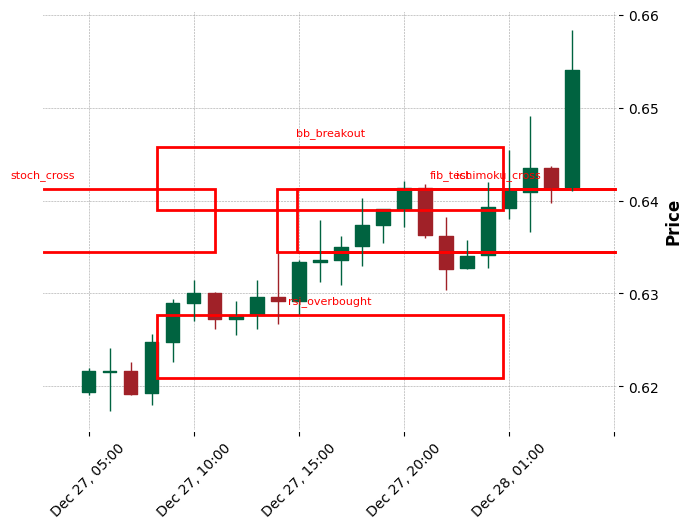 0.66
0.65
bb_breakout
stoch_cross
fib_test
ichimoku_cross
0.64
Price
0.63
rsi_overbought
0.62
Dec 27, 05:00
Dec 27, 10:00
Dec 27, 15:00
Dec 27, 20:00
Dec 28, 01:00